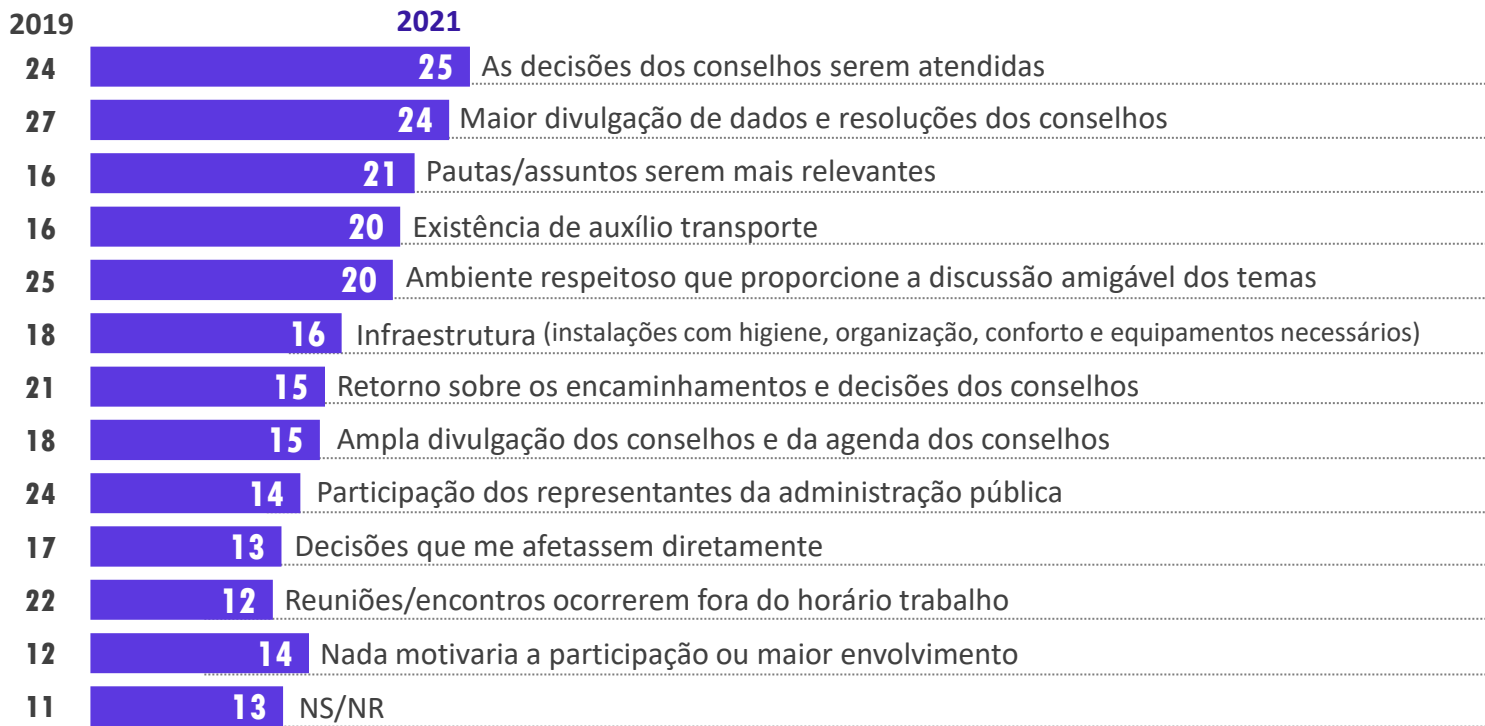 2019 2021
24 25 As decisões dos conselhos serem atendidas
27 24 Maior divulgação de dados e resoluções dos conselhos
16 21 Pautas/assuntos serem mais relevantes
16 20 Existência de auxílio transporte
25 20 Ambiente respeitoso que proporcione a discussão amigável dos temas
18 16 Infraestrutura (instalações com higiene, organização, conforto e equipamentos necessários)
21 15 Retorno sobre os encaminhamentos e decisões dos conselhos
18 15 Ampla divulgação dos conselhos e da agenda dos conselhos
24 14 Participação dos representantes da administração pública
17 13 Decisões que me afetassem diretamente
22 12 Reuniões/encontros ocorrerem fora do horário trabalho
12 14 Nada motivaria a participação ou maior envolvimento
11 13 NS/NR